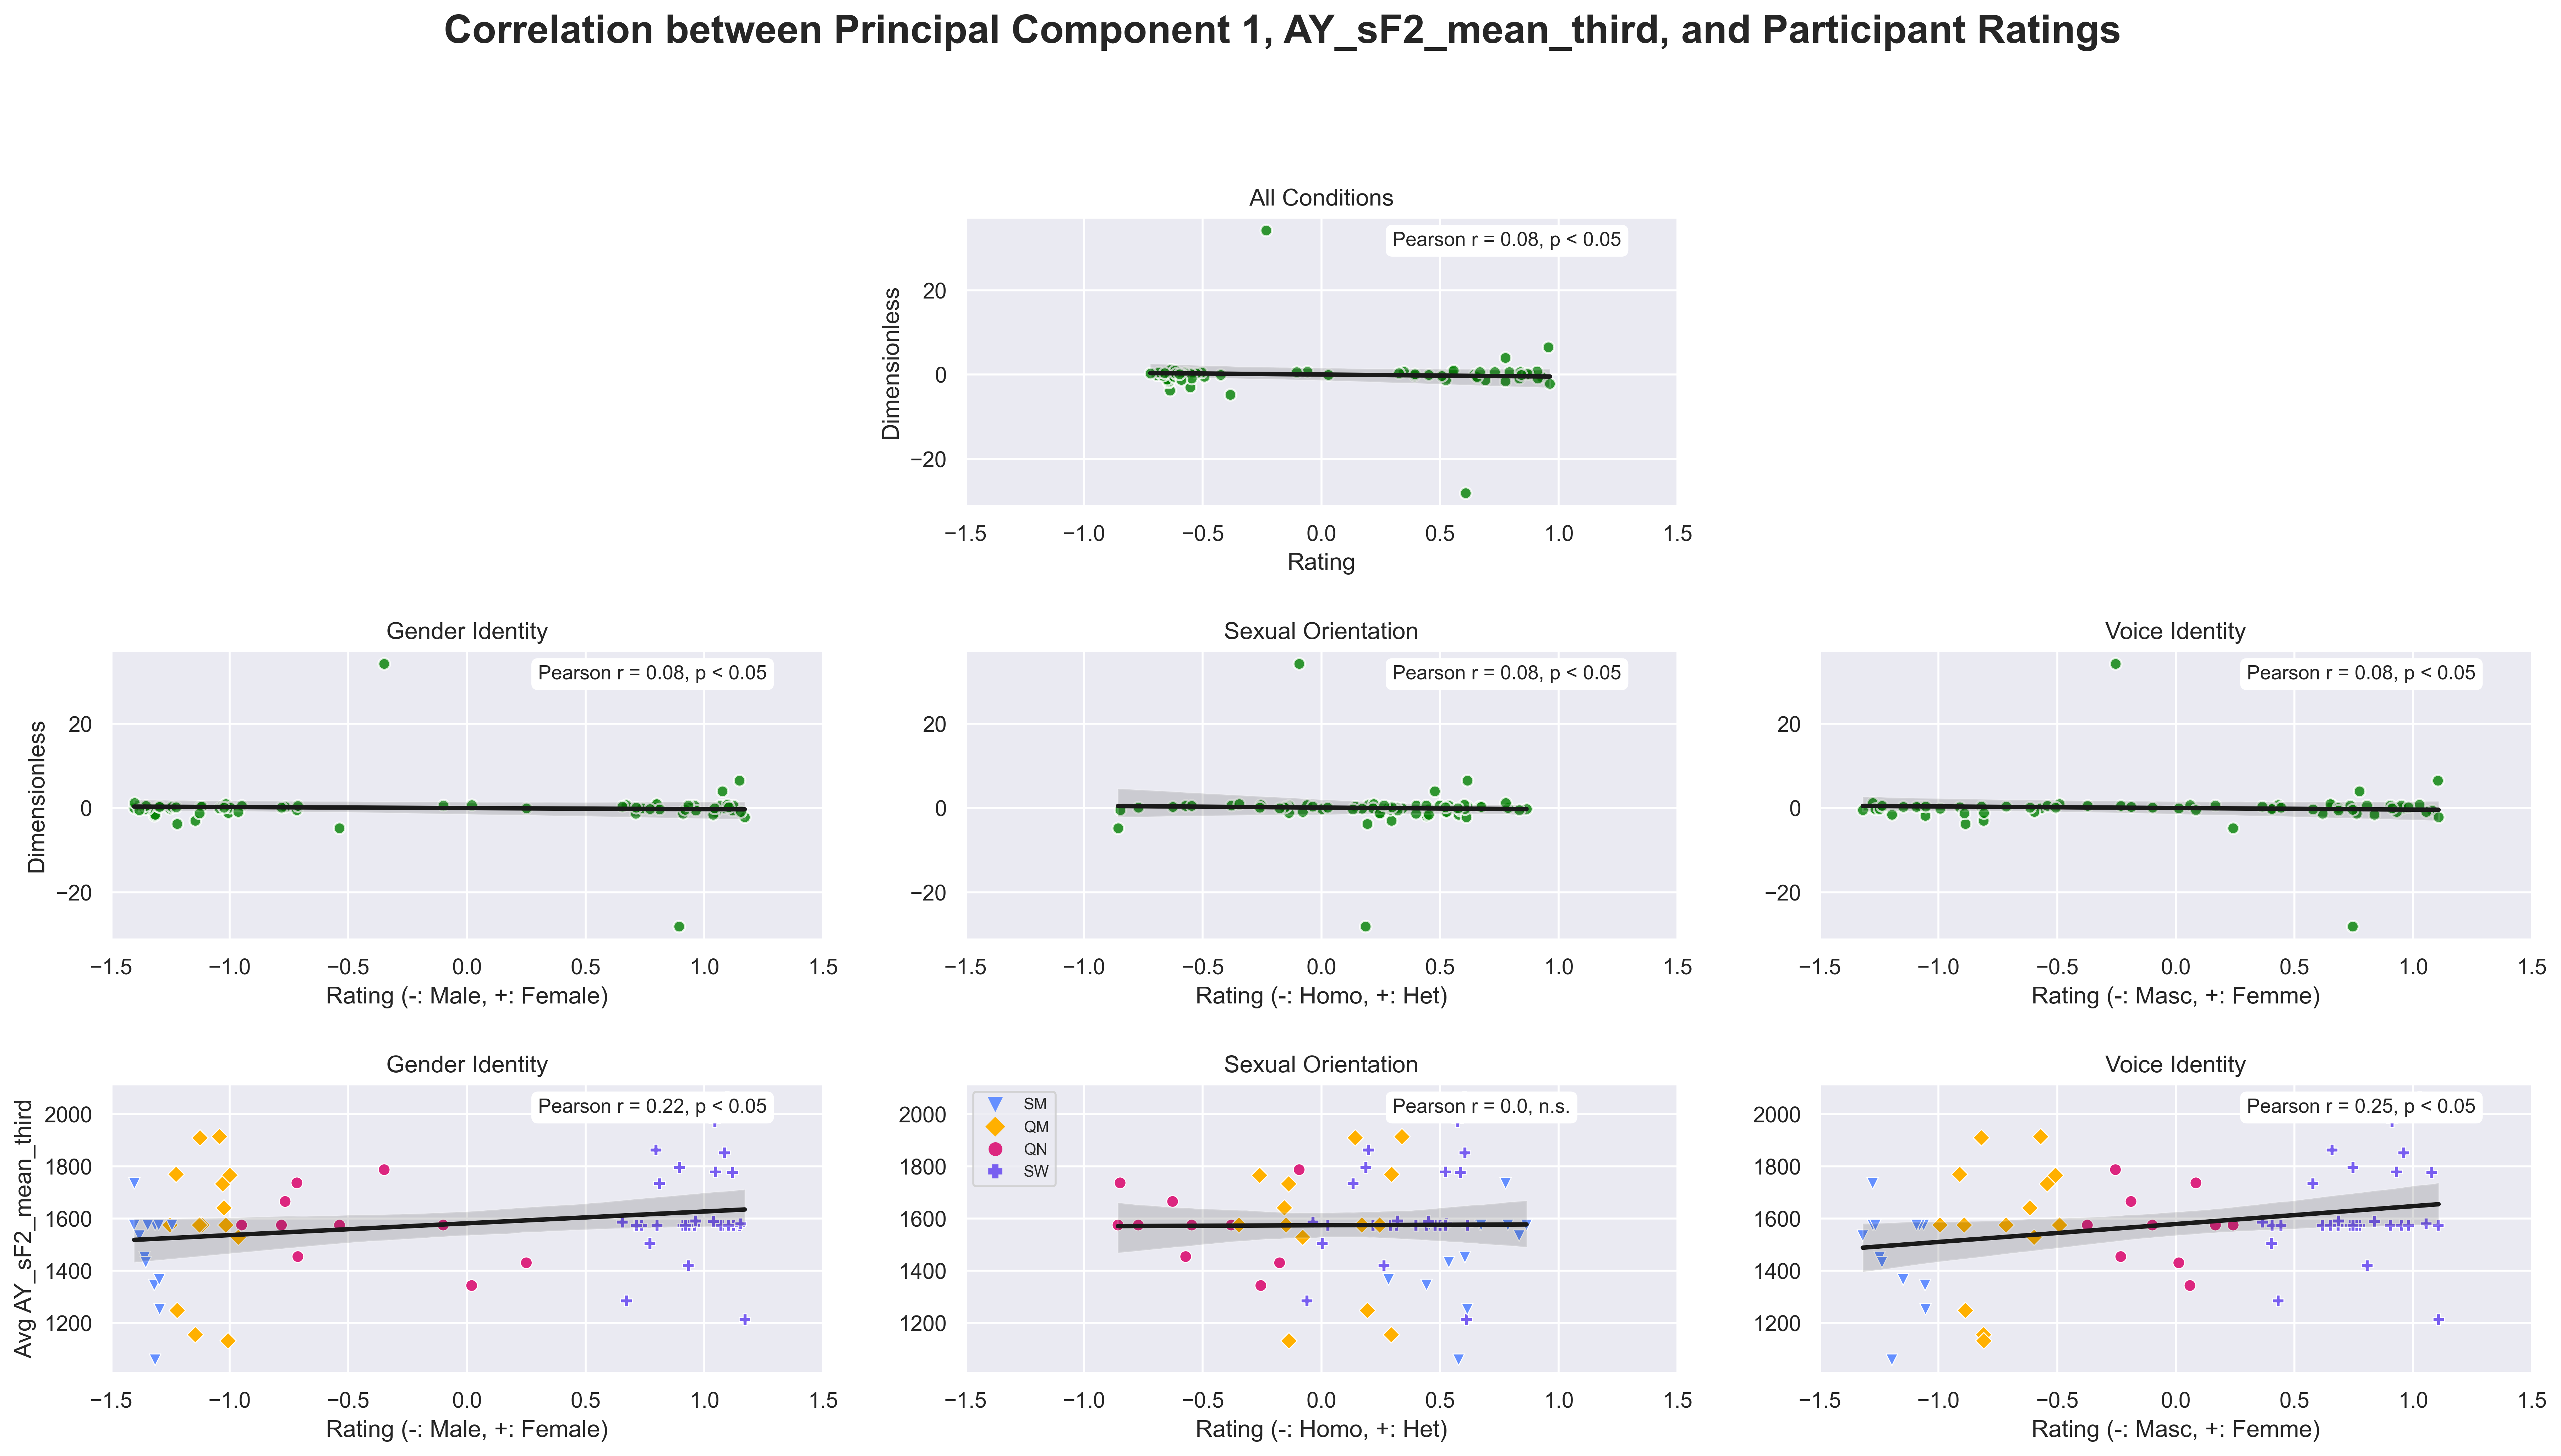 Correlation between Principal Component 1, AY_sF2_mean_third, and Participant Ratings
All Conditions
Pearson r = 0.08, p < 0.05
Dimensionless
20
0
−20
−1.5 −1.0 −0.5 0.0 0.5 1.0 1.5
Rating
Gender Identity
Pearson r = 0.08, p < 0.05
Dimensionless
20
0
−20
−1.5 −1.0 −0.5 0.0 0.5 1.0 1.5
Rating (-: Male, +: Female)
Sexual Orientation
Pearson r = 0.08, p < 0.05
20
0
−20
−1.5 −1.0 −0.5 0.0 0.5 1.0 1.5
Rating (-: Homo, +: Het)
Voice Identity
Pearson r = 0.08, p < 0.05
20
0
−20
−1.5 −1.0 −0.5 0.0 0.5 1.0 1.5
Rating (-: Masc, +: Femme)
Gender Identity
Pearson r = 0.22, p < 0.05
Avg AY_sF2_mean_third
2000
1800
1600
1400
1200
−1.5 −1.0 −0.5 0.0 0.5 1.0 1.5
Rating (-: Male, +: Female)
Sexual Orientation
Pearson r = 0.0, n.s.
SM
QM
QN
SW
2000
1800
1600
1400
1200
−1.5 −1.0 −0.5 0.0 0.5 1.0 1.5
Rating (-: Homo, +: Het)
Voice Identity
Pearson r = 0.25, p < 0.05
2000
1800
1600
1400
1200
−1.5 −1.0 −0.5 0.0 0.5 1.0 1.5
Rating (-: Masc, +: Femme)